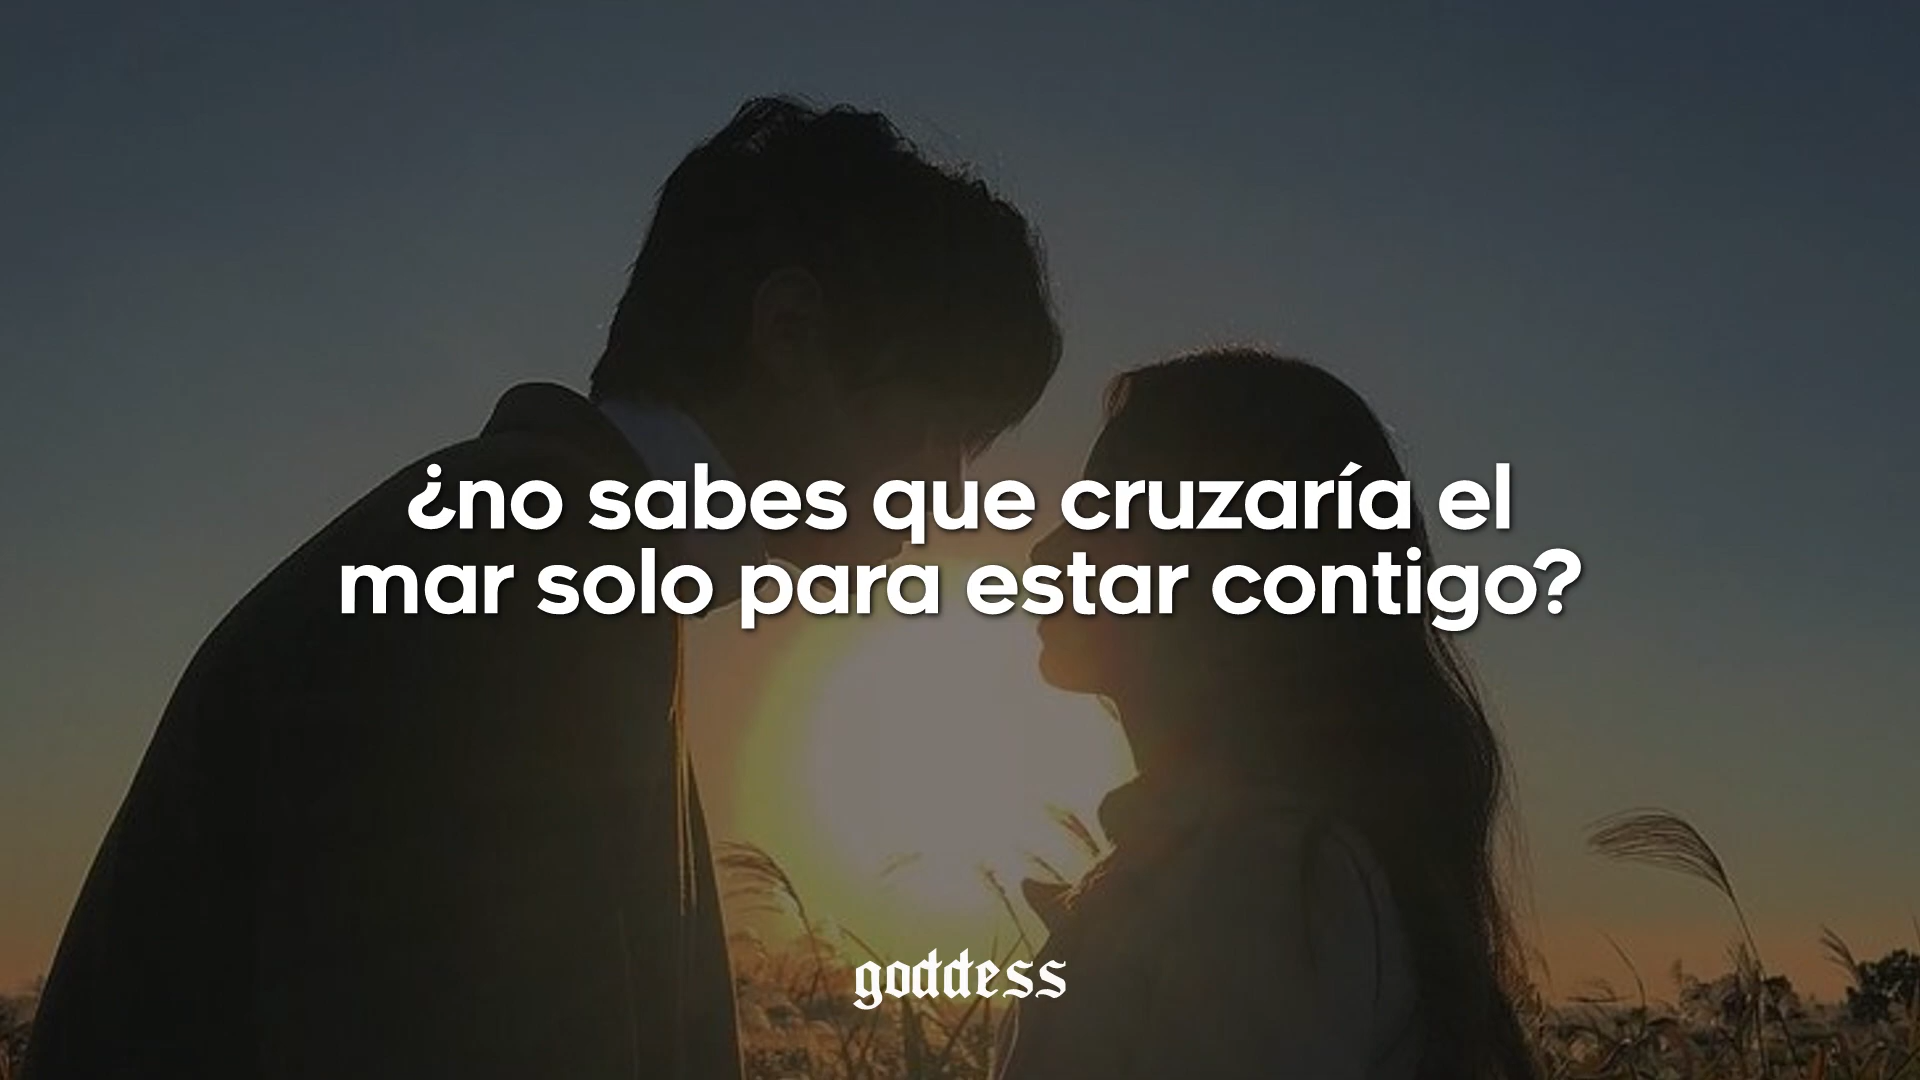 ¿no sabes que cruzaría el
mar solo para estar contigo?
goddess